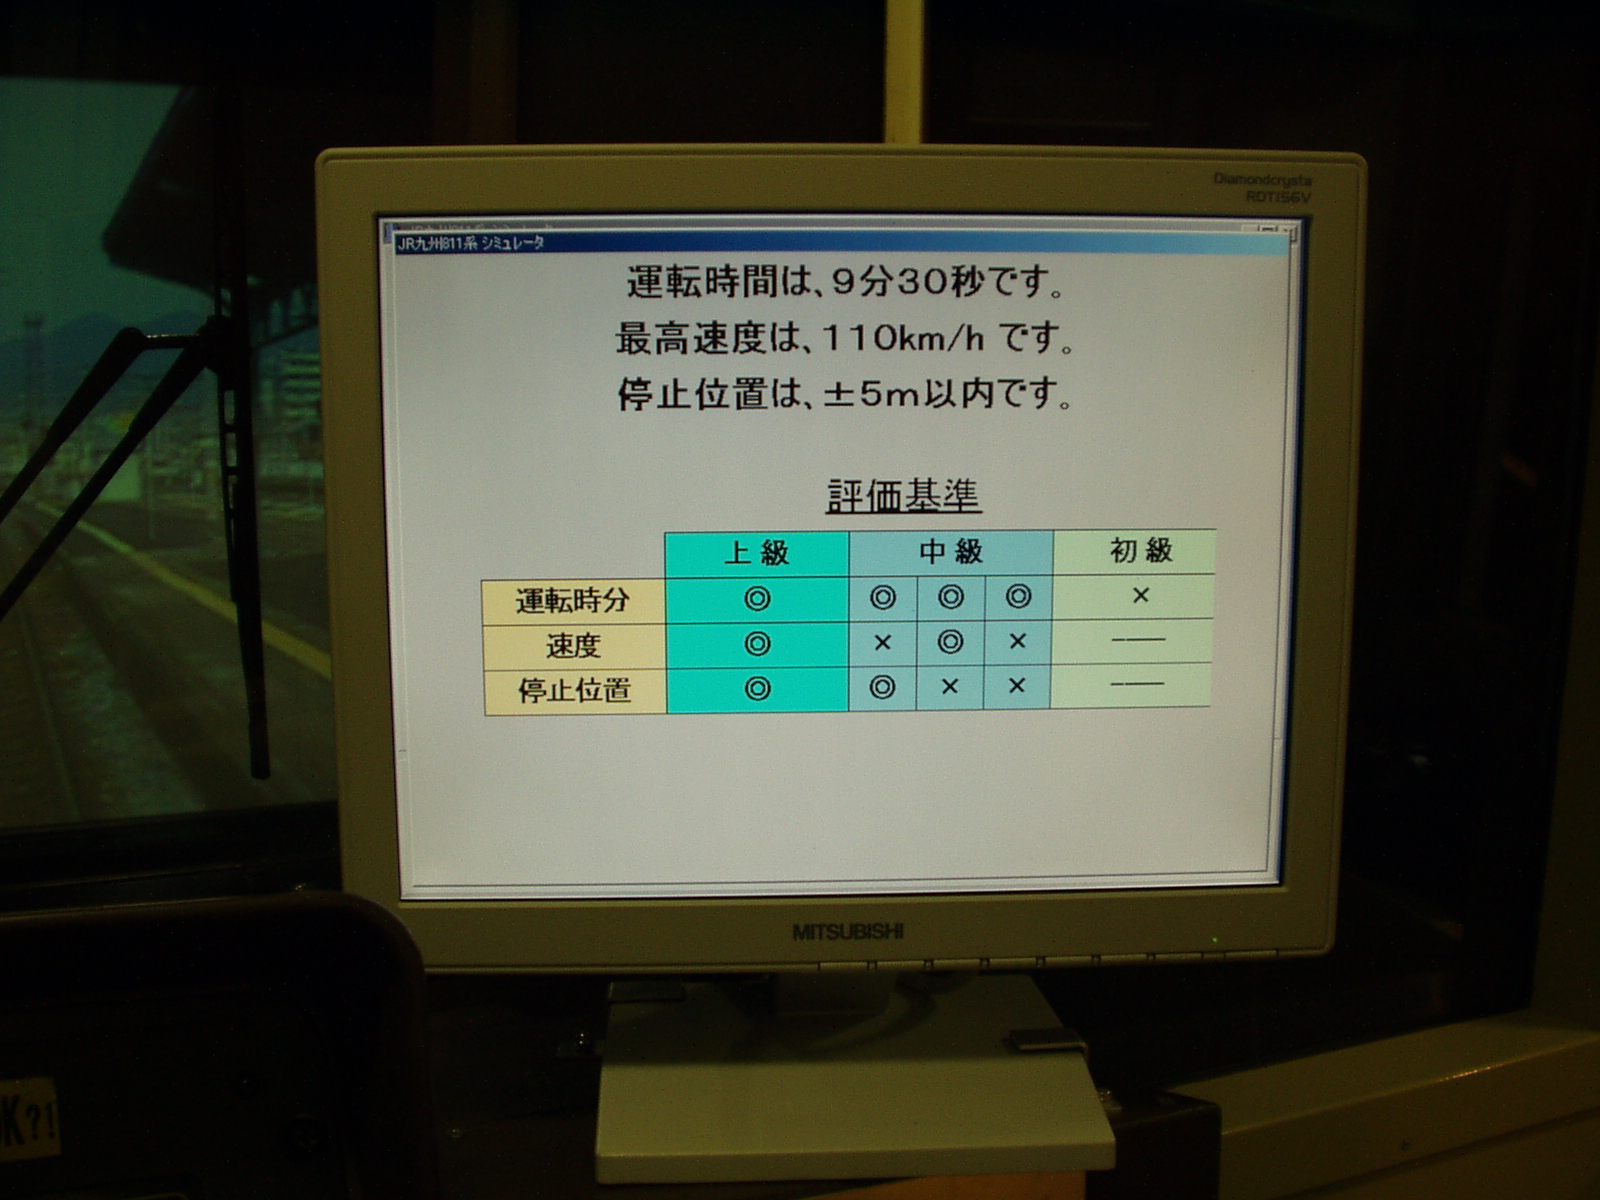 Diamondcrysta
RDT156V
JR九州811系 シミュレータ
運転時間は、9分30秒です。
最高速度は、110km/h です。
停止位置は、±5m以内です。
評価基準
上級 中級 初級
運転時分 ◎ ◎ ◎ ◎ ×
速度 ◎ × ◎ × ――
停止位置 ◎ ◎ × × ――
MITSUBISHI
OK?!